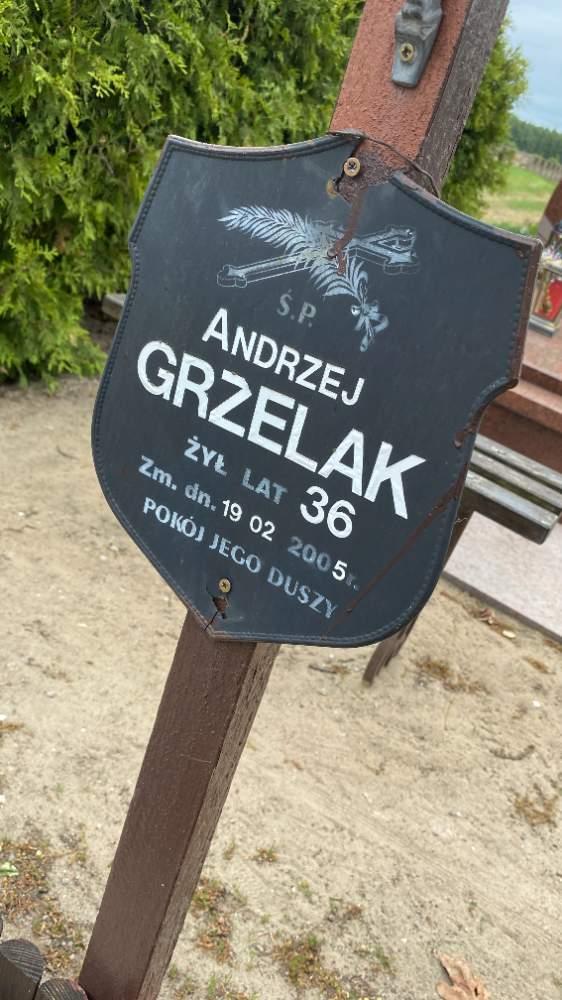 Ś.P.
ANDRZEJ
GRZELAK
ŻYŁ LAT 36
Zm. dn. 19 02 2005r.
POKÓJ JEGO DUSZY